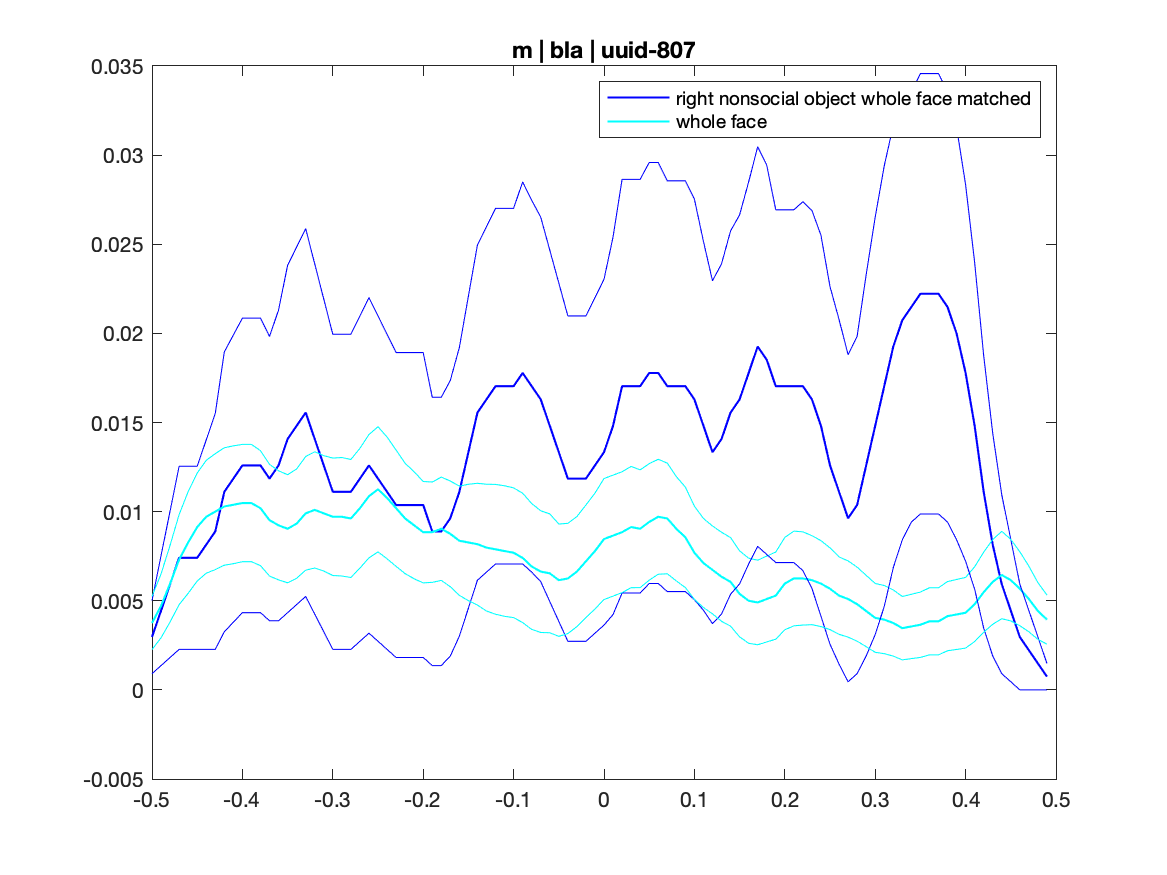 m | bla | uuid-807
right nonsocial object whole face matched
whole face
0.035
0.03
0.025
0.02
0.015
0.01
0.005
0
-0.005
-0.5 -0.4 -0.3 -0.2 -0.1 0 0.1 0.2 0.3 0.4 0.5